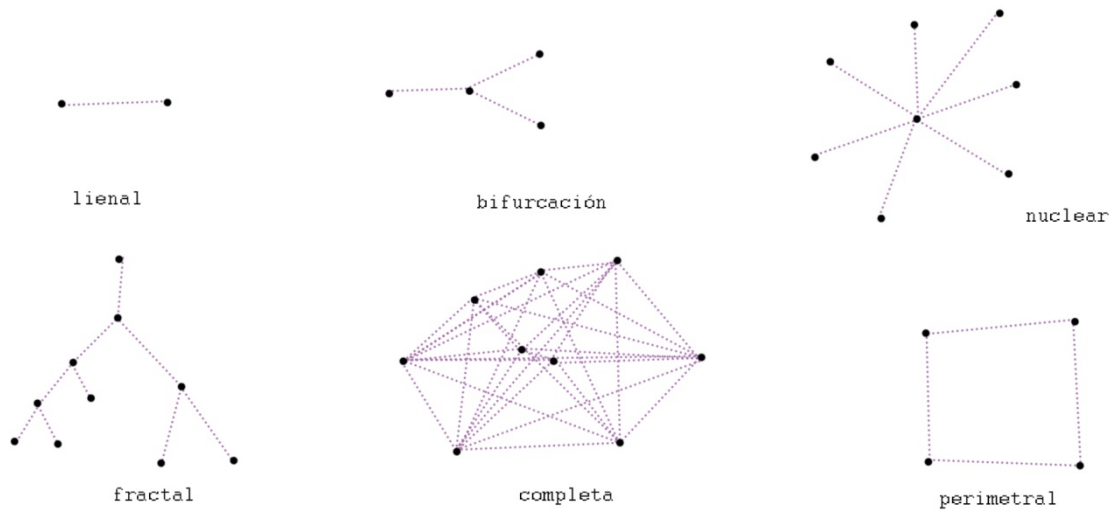 lienal
bifurcación
nuclear
fractal
completa
perimetral